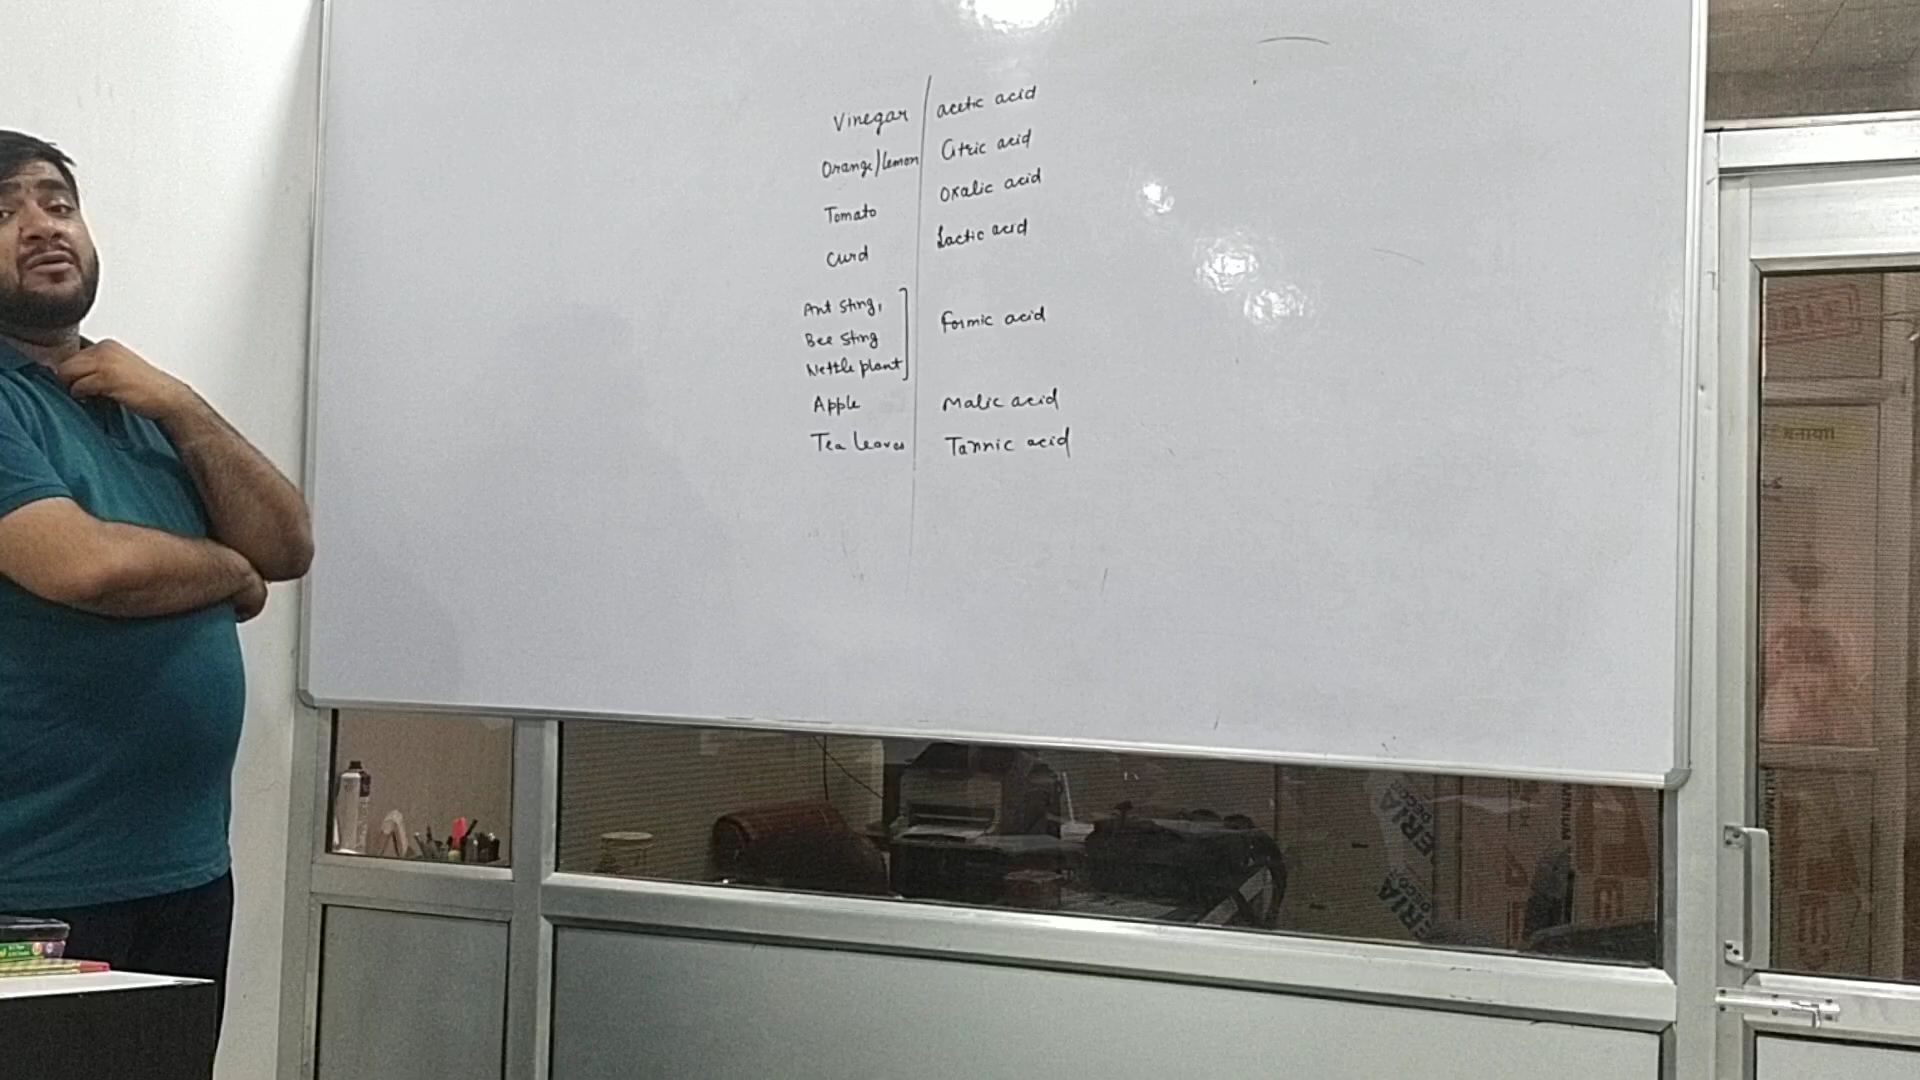 Vinegar acetic acid
Orange/lemon Citric acid
Tomato Oxalic acid
Curd Lactic acid
Ant sting,
Bee sting Formic acid
Nettle plant
Apple Malic acid
Tea leaves Tannic acid